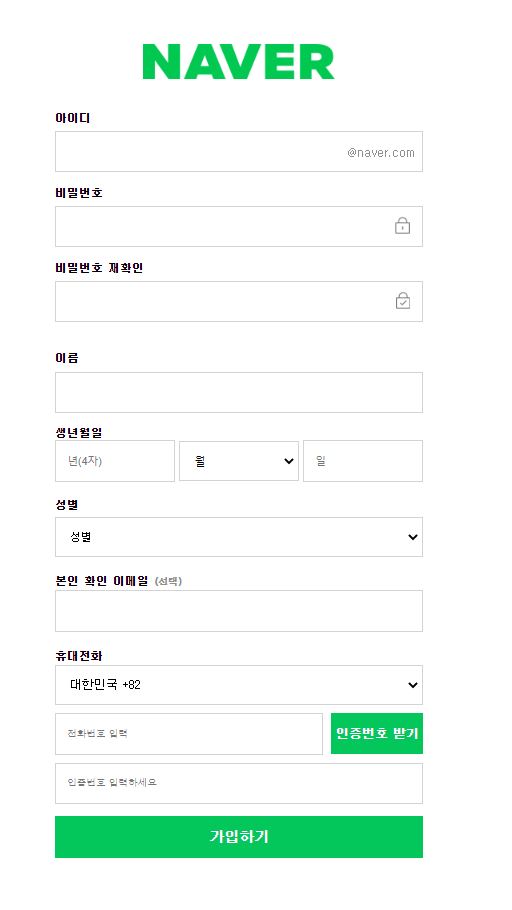 NAVER
아이디
@naver.com
비밀번호
비밀번호 재확인
이름
생년월일
년(4자) 월 일
성별
성별
본인 확인 이메일 (선택)
휴대전화
대한민국 +82
전화번호 입력 인증번호 받기
인증번호 입력하세요
가입하기